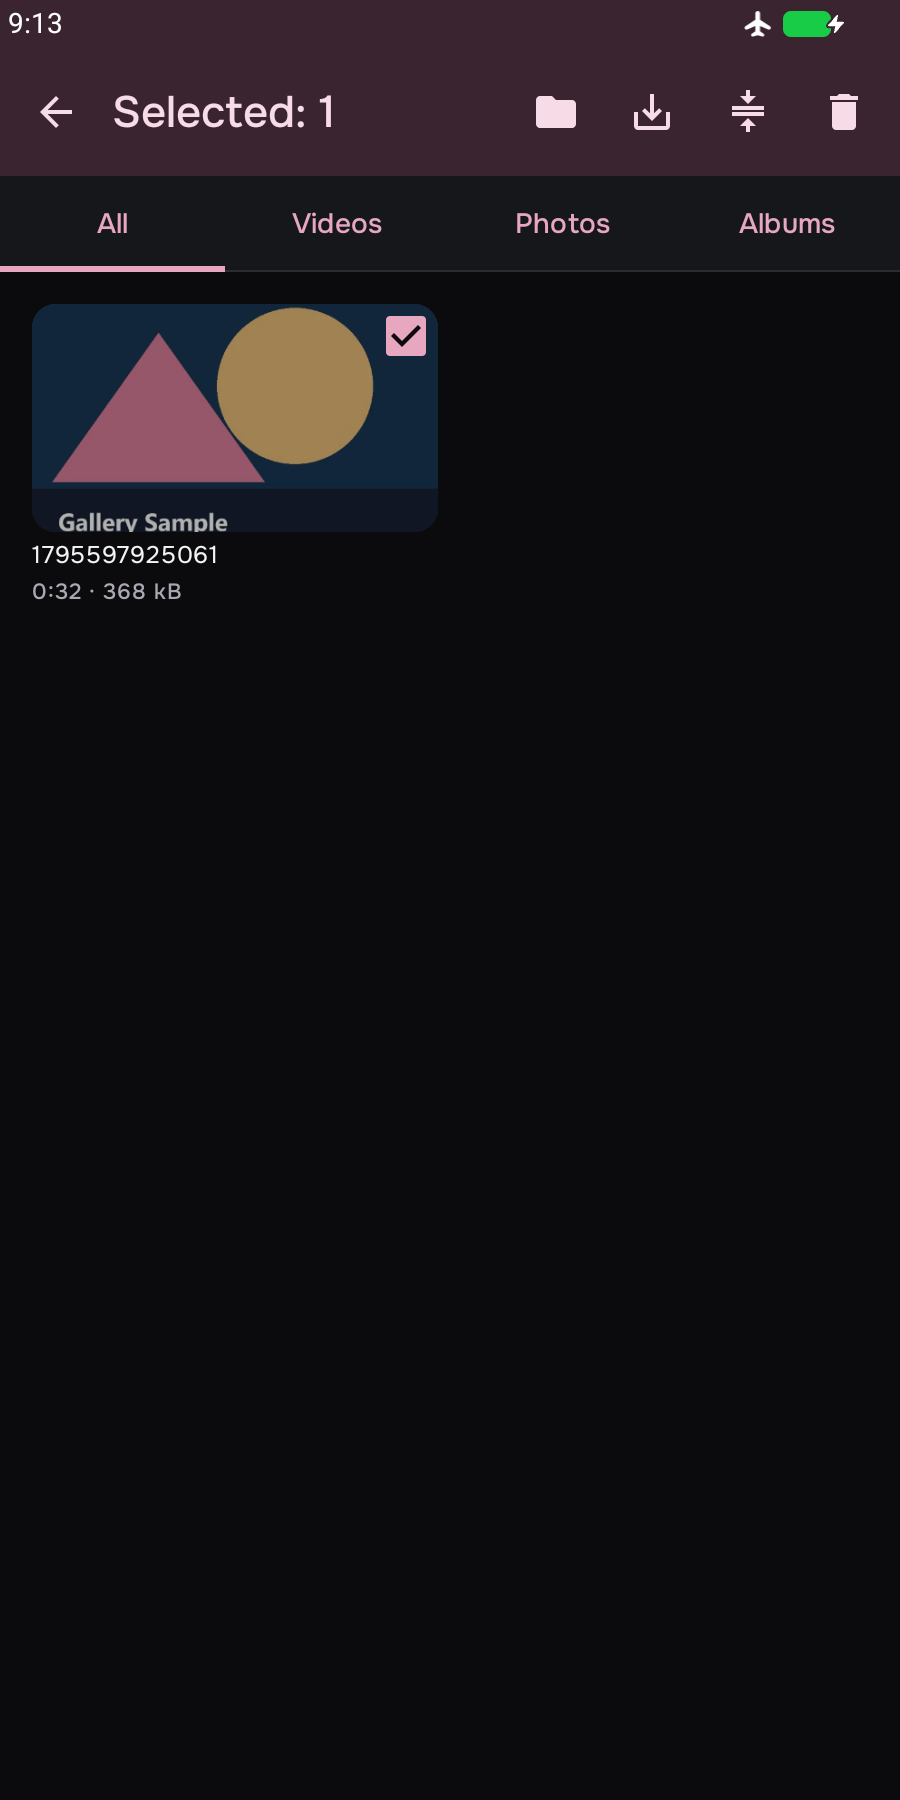 9:13
Selected: 1
All Videos Photos Albums
Gallery Sample
1795597925061
0:32 · 368 kB